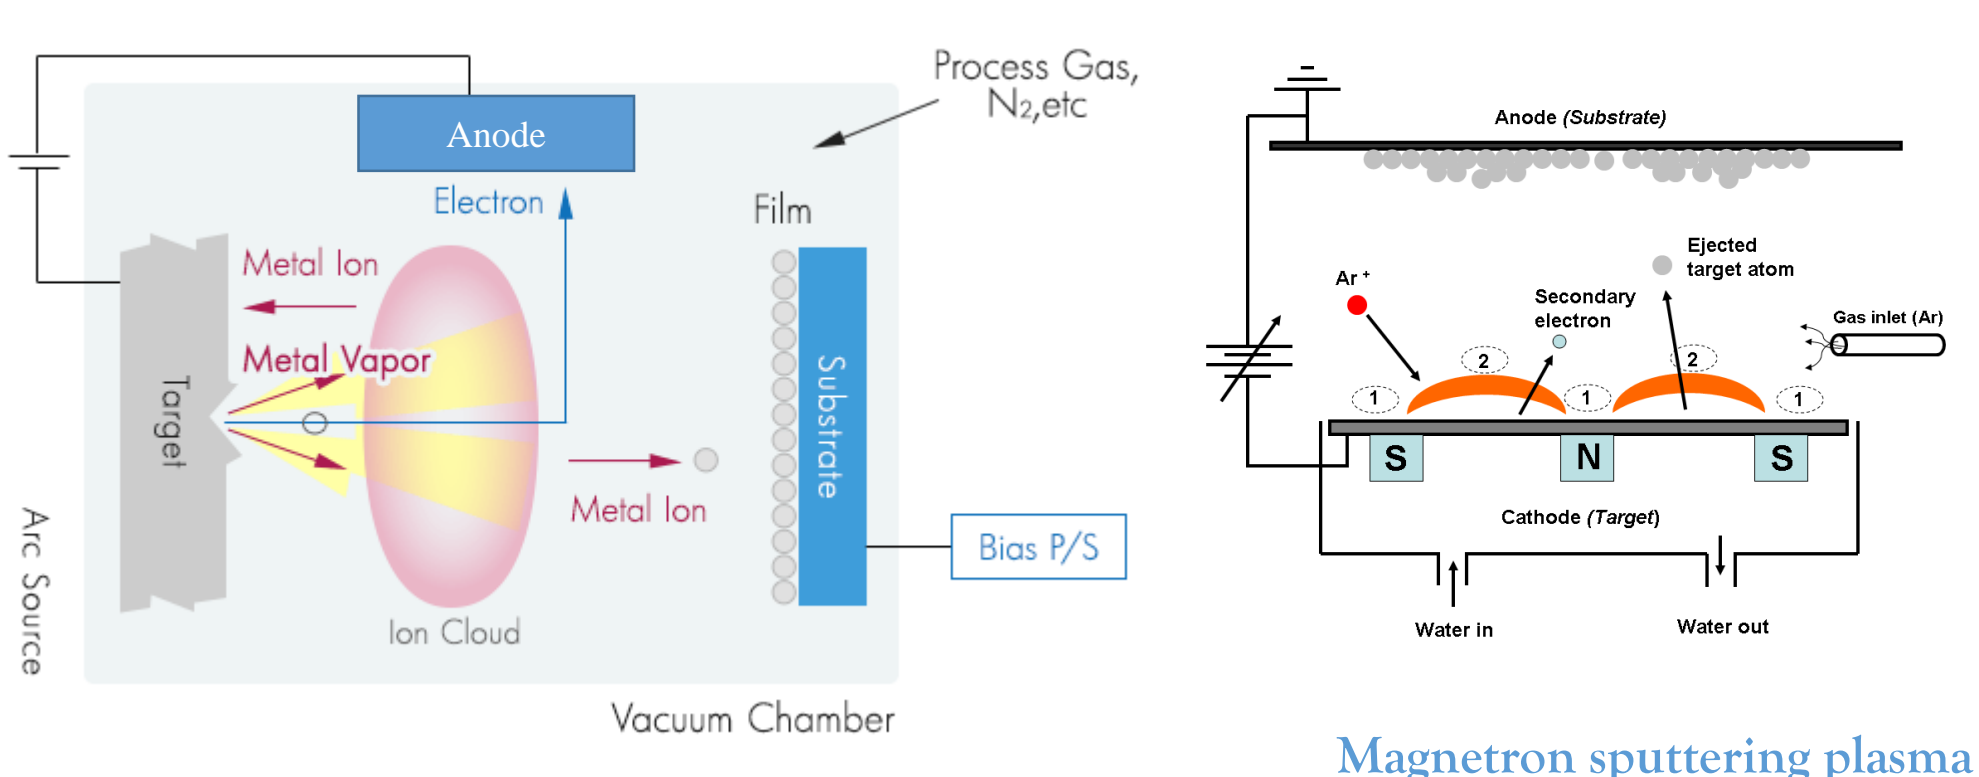 Process Gas,
N2,etc
Anode
Electron
Film
Metal Ion
Metal Vapor
Target
Substrate
Metal Ion
Bias P/S
Ion Cloud
Arc Source
Vacuum Chamber
Anode (Substrate)
Ejected
target atom
Ar +
Secondary
electron
Gas inlet (Ar)
2
2
1
1
1
S
N
S
Cathode (Target)
Water in
Water out
Magnetron sputtering plasma